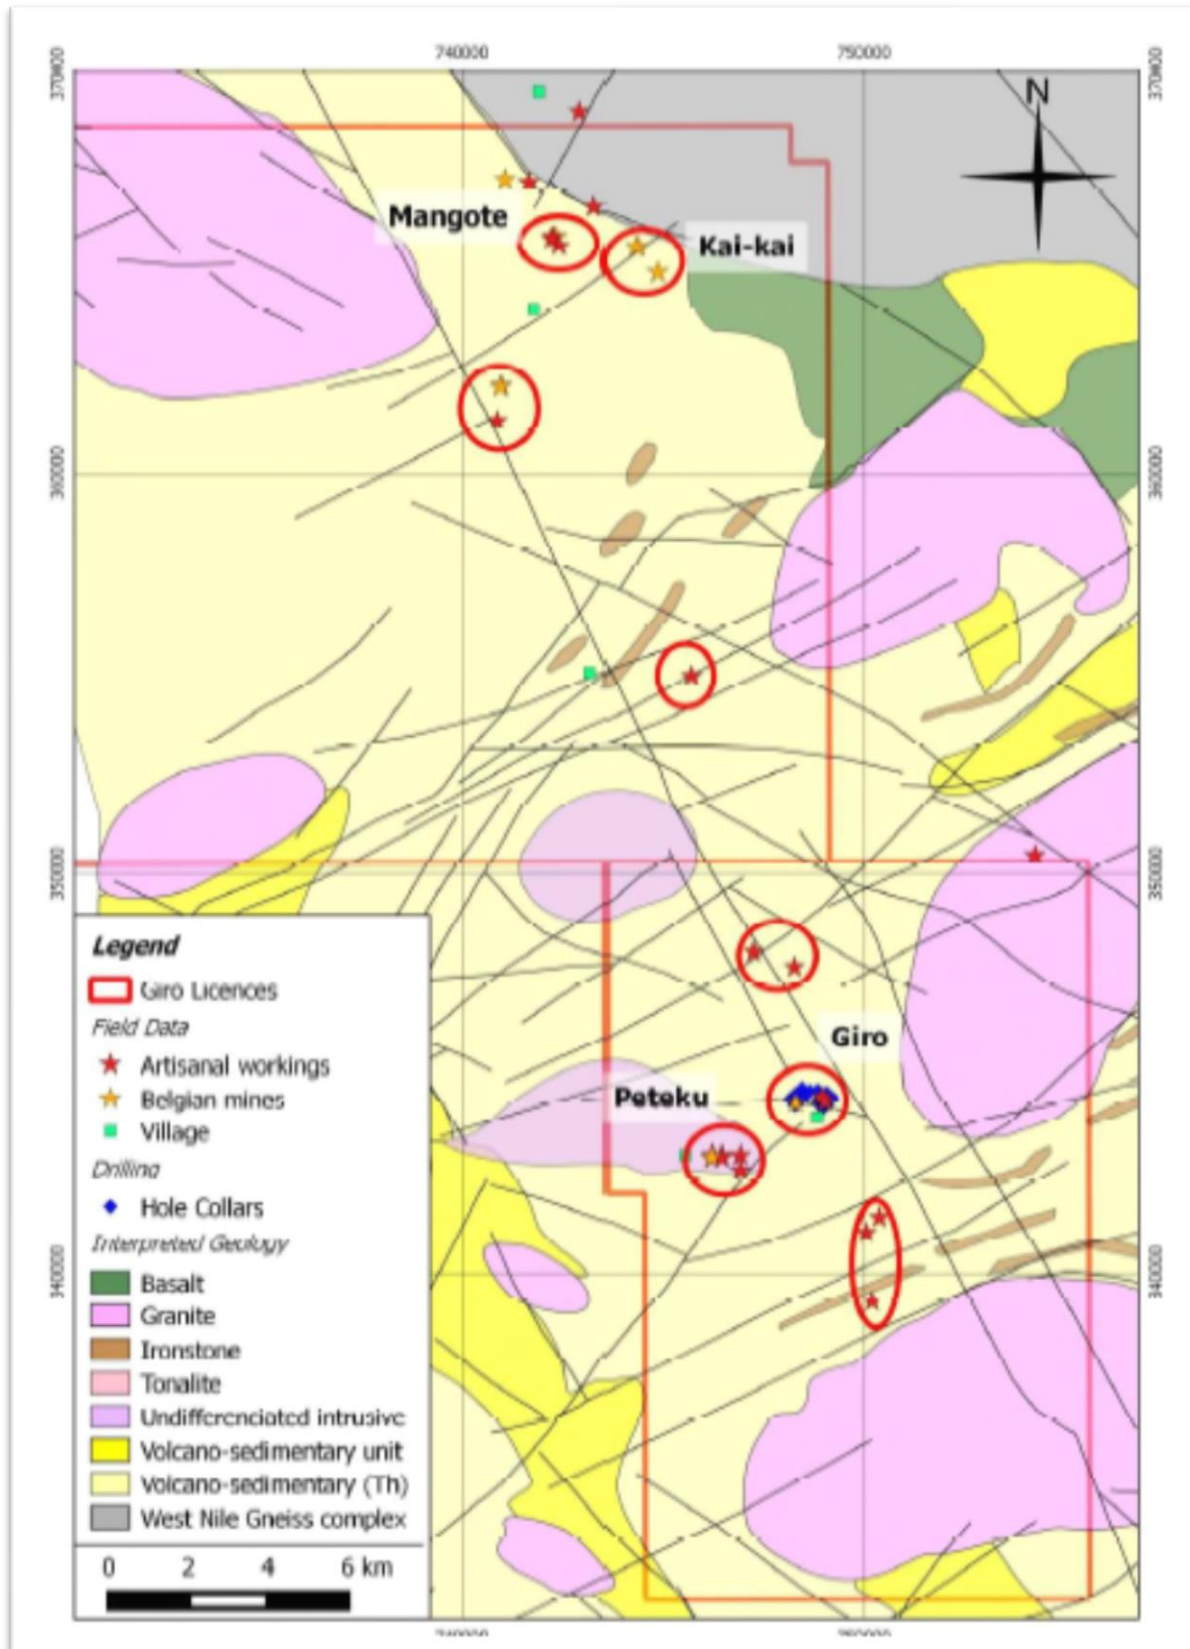 740000 750000
370000 370000
N
Mangote
Kai-kai
360000 360000
350000 350000
Giro
Peteku
340000 340000
Legend
Giro Licences
Field Data
Artisanal workings
Belgian mines
Village
Drilling
Hole Collars
Interpreted Geology
Basalt
Granite
Ironstone
Tonalite
Undifferenciated intrusive
Volcano-sedimentary unit
Volcano-sedimentary (Th)
West Nile Gneiss complex
0 2 4 6 km
740000 750000